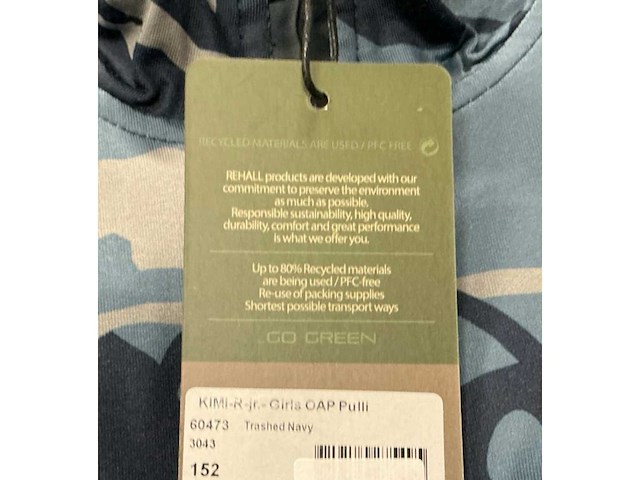 RECYCLED MATERIALS ARE USED / PFC FREE
REHALL products are developed with our
commitment to preserve the environment
as much as possible.
Responsible sustainability, high quality,
durability, comfort and great performance
is what we offer you.
Up to 80% Recycled materials
are being used / PFC-free
Re-use of packing supplies
Shortest possible transport ways
GO GREEN
KIMI-R-jr.- Girls OAP Pulli
60473 Trashed Navy
3043
152